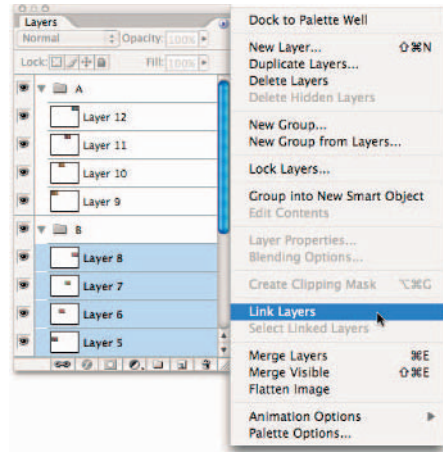 Layers
Normal
Opacity: 100%
Lock:
Fill: 100%
A
Layer 12
Layer 11
Layer 10
Layer 9
B
Layer 8
Layer 7
Layer 6
Layer 5
Dock to Palette Well
New Layer... ⇧⌘N
Duplicate Layers...
Delete Layers
Delete Hidden Layers
New Group...
New Group from Layers...
Lock Layers...
Group into New Smart Object
Edit Contents
Layer Properties...
Blending Options...
Create Clipping Mask ⌥⌘G
Link Layers
Select Linked Layers
Merge Layers ⌘E
Merge Visible ⇧⌘E
Flatten Image
Animation Options
Palette Options...